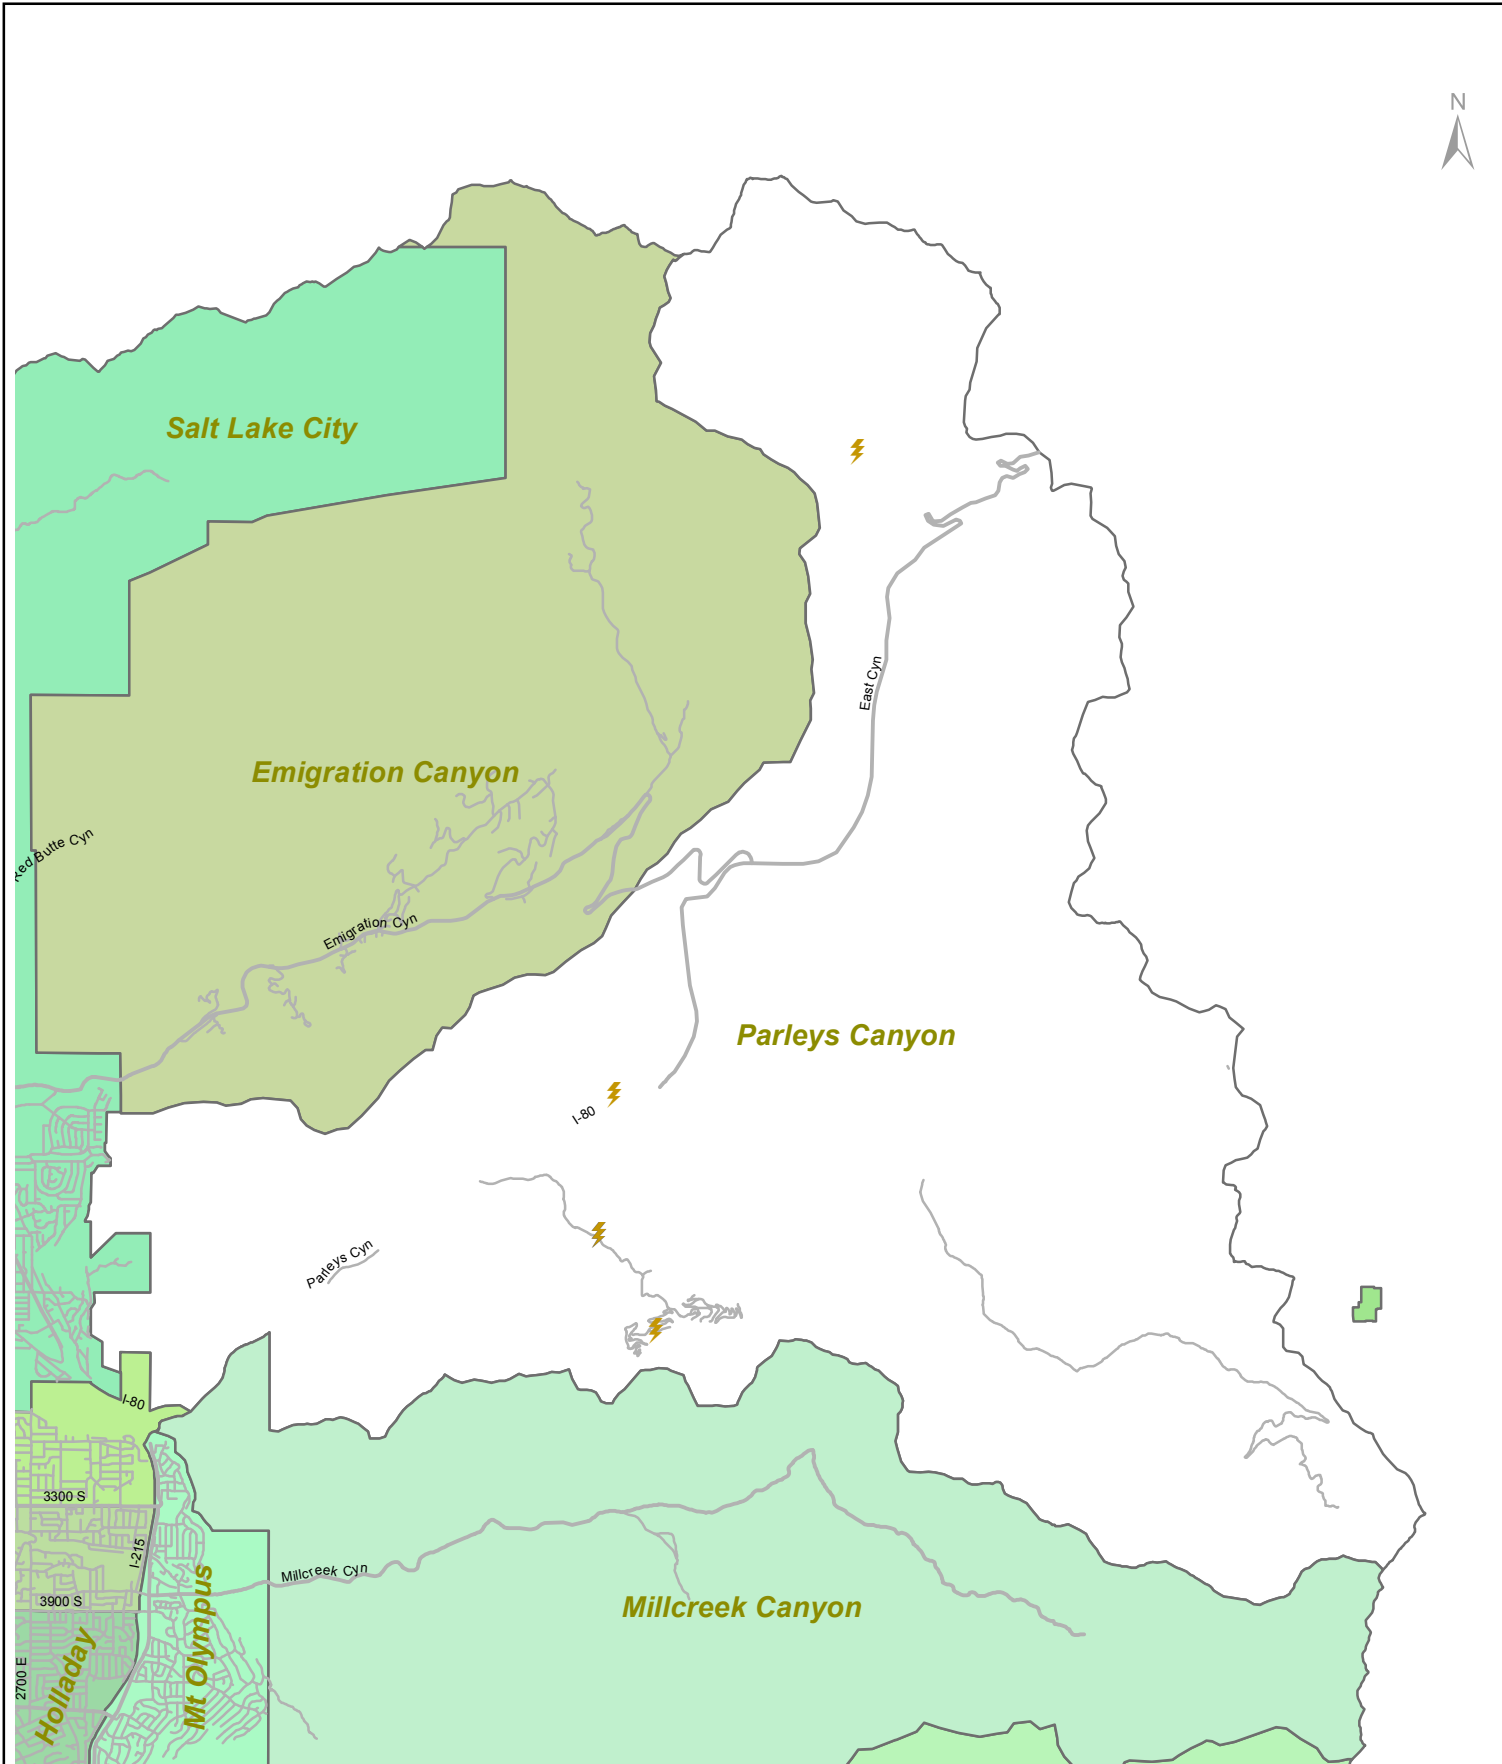 N
Salt Lake City
East Cyn
Emigration Canyon
Red Butte Cyn
Emigration Cyn
Parleys Canyon
I-80
Parleys Cyn
I-80
3300 S
I-215
Millcreek Cyn
3900 S
Millcreek Canyon
Mt Olympus
Holladay
2700 E